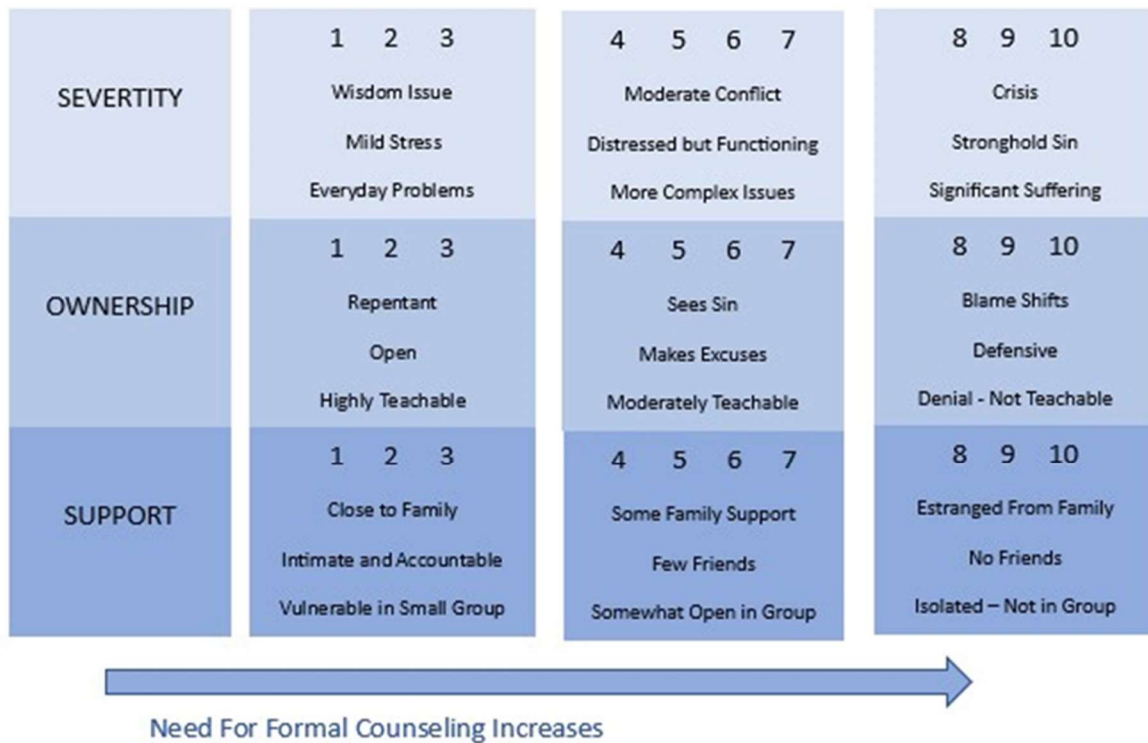 SEVERTITY
1 2 3
Wisdom Issue
Mild Stress
Everyday Problems
4 5 6 7
Moderate Conflict
Distressed but Functioning
More Complex Issues
8 9 10
Crisis
Stronghold Sin
Significant Suffering
OWNERSHIP
1 2 3
Repentant
Open
Highly Teachable
4 5 6 7
Sees Sin
Makes Excuses
Moderately Teachable
8 9 10
Blame Shifts
Defensive
Denial - Not Teachable
SUPPORT
1 2 3
Close to Family
Intimate and Accountable
Vulnerable in Small Group
4 5 6 7
Some Family Support
Few Friends
Somewhat Open in Group
8 9 10
Estranged From Family
No Friends
Isolated – Not in Group
Need For Formal Counseling Increases